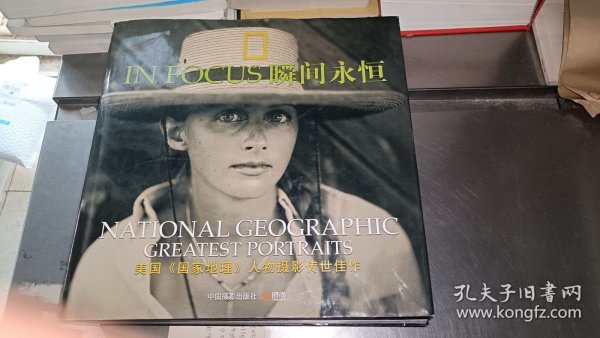 IN FOCUS 瞬间永恒
NATIONAL GEOGRAPHIC
GREATEST PORTRAITS
美国《国家地理》人物摄影传世佳作
中国摄影出版社
孔夫子旧书网
www.kongfz.com